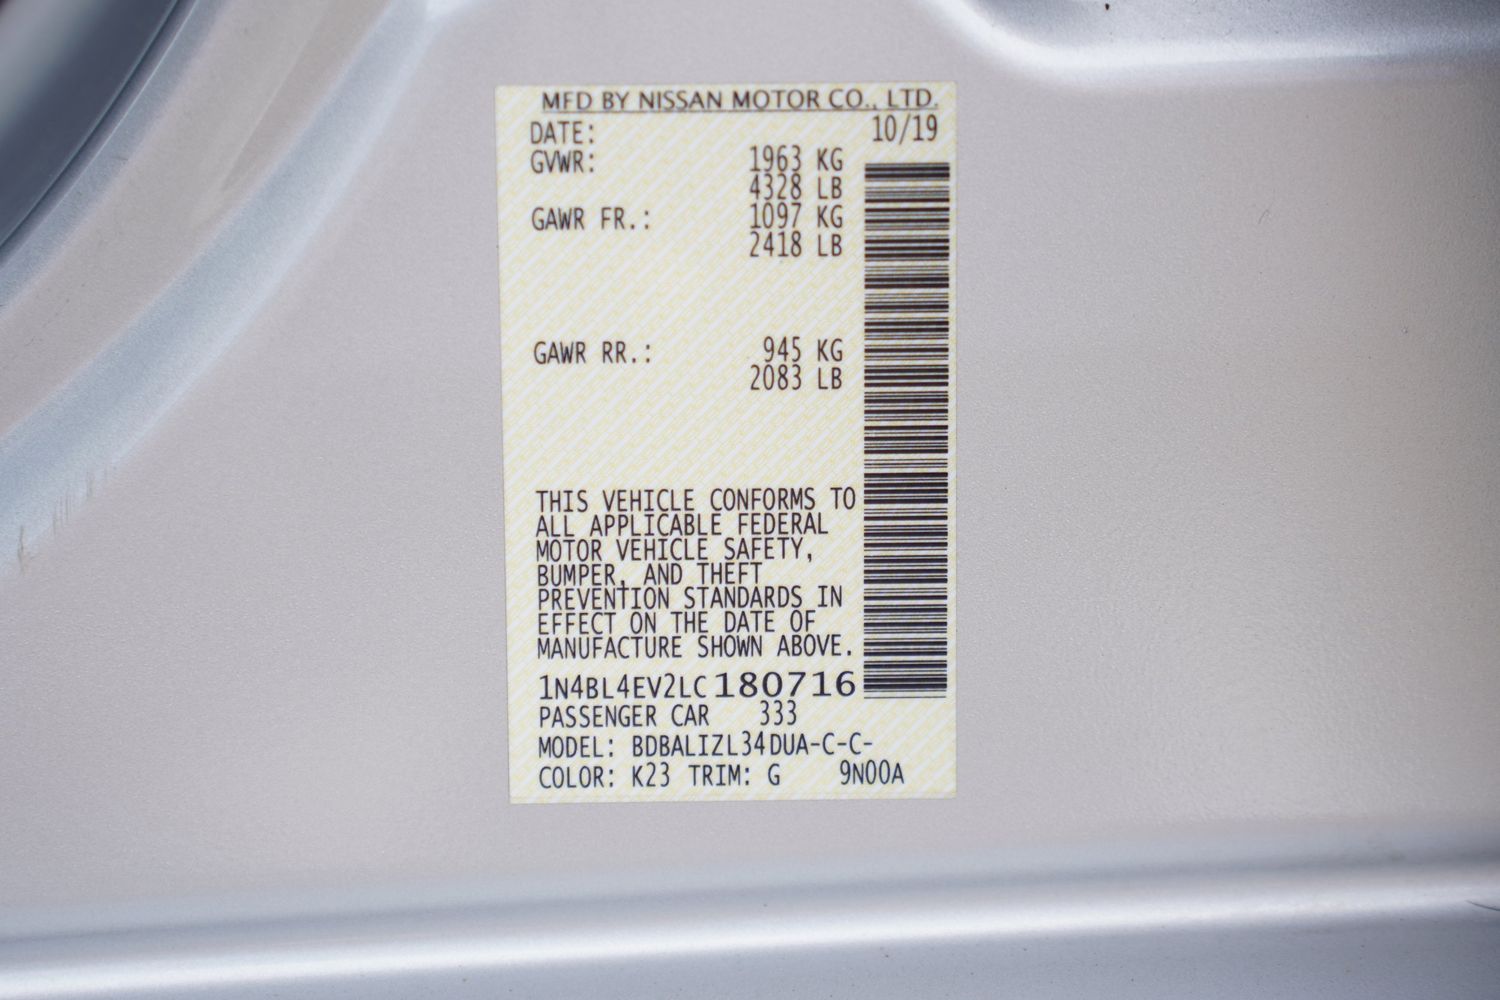 MFD BY NISSAN MOTOR CO., LTD.
DATE: 10/19
GVWR: 1963 KG
4328 LB
GAWR FR.: 1097 KG
2418 LB
GAWR RR.: 945 KG
2083 LB
THIS VEHICLE CONFORMS TO
ALL APPLICABLE FEDERAL
MOTOR VEHICLE SAFETY,
BUMPER, AND THEFT
PREVENTION STANDARDS IN
EFFECT ON THE DATE OF
MANUFACTURE SHOWN ABOVE.
1N4BL4EV2LC180716
PASSENGER CAR 333
MODEL: BDBALIZL34DUA-C-C-
COLOR: K23 TRIM: G 9N00A